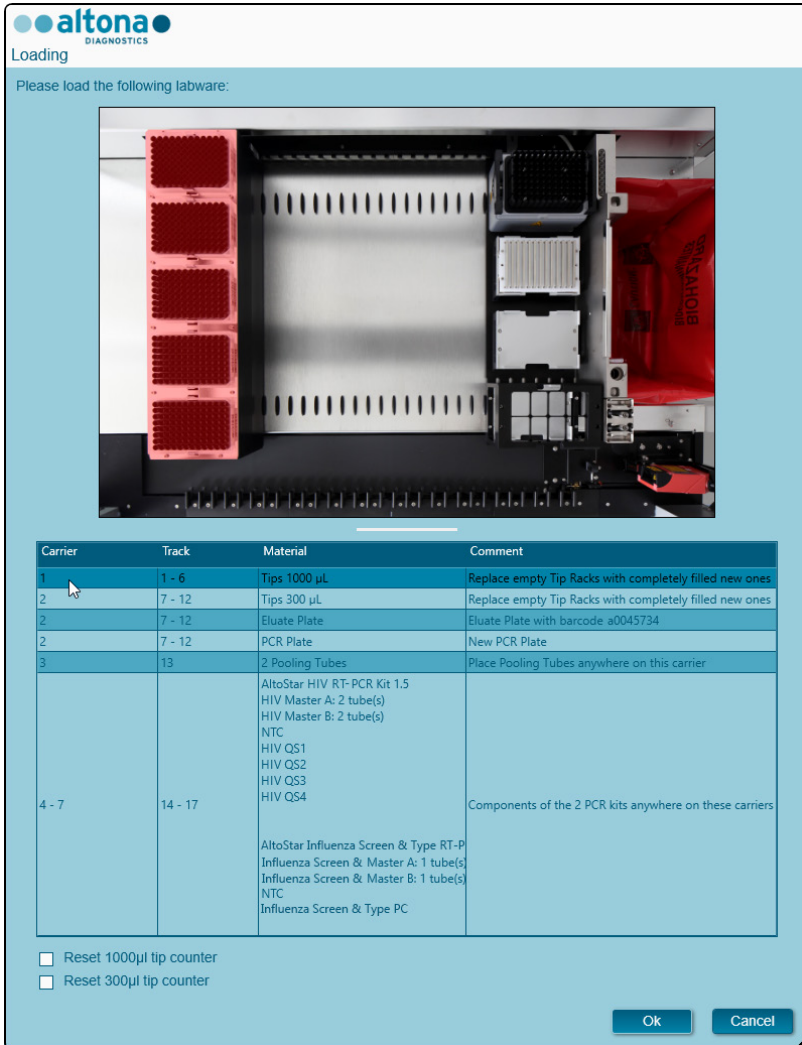 altona
DIAGNOSTICS
Loading
Please load the following labware:
BIOHAZARD
Carrier Track Material Comment
1 1 - 6 Tips 1000 µL Replace empty Tip Racks with completely filled new ones
2 7 - 12 Tips 300 µL Replace empty Tip Racks with completely filled new ones
2 7 - 12 Eluate Plate Eluate Plate with barcode a0045734
2 7 - 12 PCR Plate New PCR Plate
3 13 2 Pooling Tubes Place Pooling Tubes anywhere on this carrier
AltoStar HIV RT-PCR Kit 1.5
HIV Master A: 2 tube(s)
HIV Master B: 2 tube(s)
NTC
HIV QS1
HIV QS2
HIV QS3
HIV QS4
4 - 7 14 - 17 Components of the 2 PCR kits anywhere on these carriers
AltoStar Influenza Screen & Type RT-P
Influenza Screen & Master A: 1 tube(s)
Influenza Screen & Master B: 1 tube(s)
NTC
Influenza Screen & Type PC
Reset 1000µl tip counter
Reset 300µl tip counter
Ok Cancel